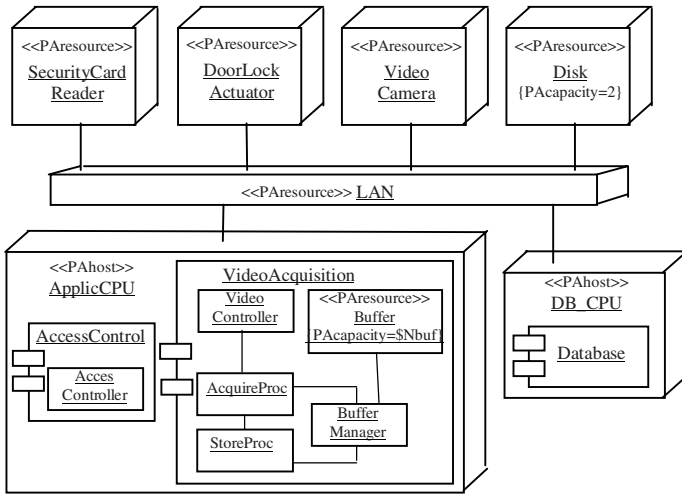 <<PAresource>>
SecurityCard
Reader
<<PAresource>>
DoorLock
Actuator
<<PAresource>>
Video
Camera
<<PAresource>>
Disk
{PAcapacity=2}
<<PAresource>> LAN
<<PAhost>>
ApplicCPU
AccessControl
Acces
Controller
VideoAcquisition
Video
Controller
<<PAresource>>
Buffer
{PAcapacity=$Nbuf}
AcquireProc
StoreProc
Buffer
Manager
<<PAhost>>
DB_CPU
Database